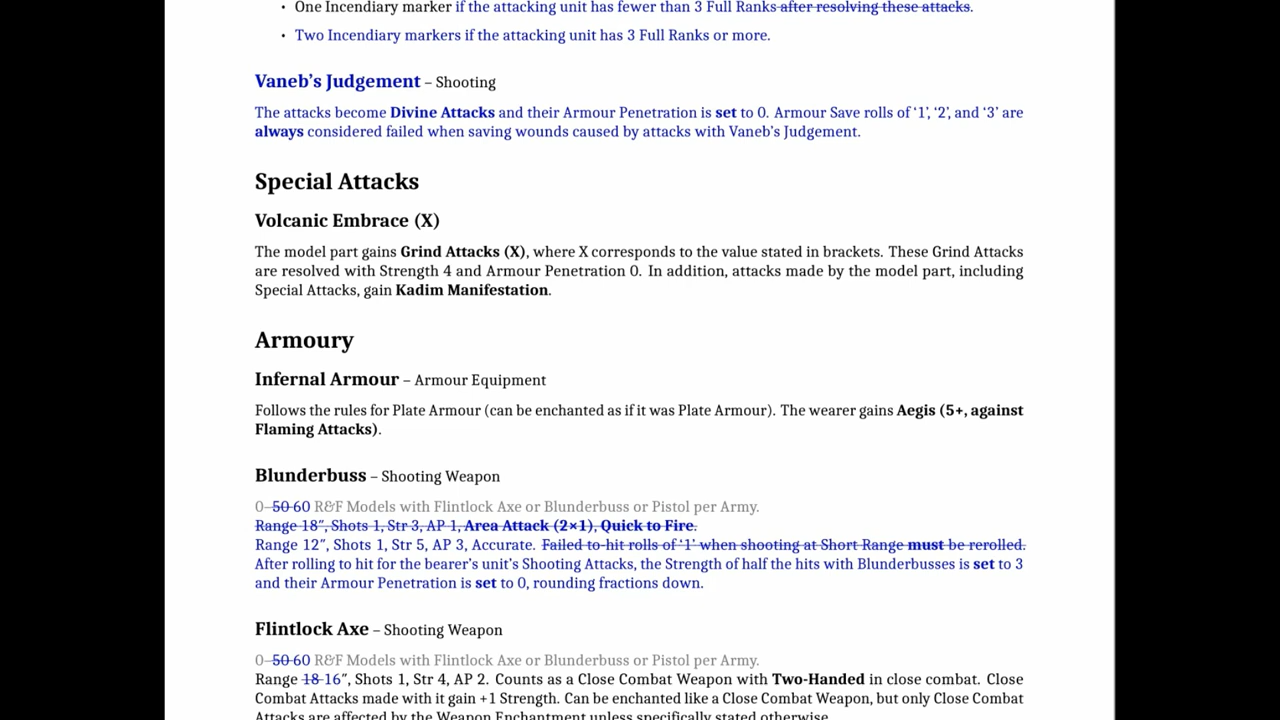 • One Incendiary marker if the attacking unit has fewer than 3 Full Ranks after resolving these attacks.
• Two Incendiary markers if the attacking unit has 3 Full Ranks or more.
Vaneb’s Judgement – Shooting
The attacks become Divine Attacks and their Armour Penetration is set to 0. Armour Save rolls of ‘1’, ‘2’, and ‘3’ are
always considered failed when saving wounds caused by attacks with Vaneb’s Judgement.
Special Attacks
Volcanic Embrace (X)
The model part gains Grind Attacks (X), where X corresponds to the value stated in brackets. These Grind Attacks
are resolved with Strength 4 and Armour Penetration 0. In addition, attacks made by the model part, including
Special Attacks, gain Kadim Manifestation.
Armoury
Infernal Armour – Armour Equipment
Follows the rules for Plate Armour (can be enchanted as if it was Plate Armour). The wearer gains Aegis (5+, against
Flaming Attacks).
Blunderbuss – Shooting Weapon
0–50 60 R&F Models with Flintlock Axe or Blunderbuss or Pistol per Army.
Range 18″, Shots 1, Str 3, AP 1, Area Attack (2×1), Quick to Fire.
Range 12″, Shots 1, Str 5, AP 3, Accurate. Failed to-hit rolls of ‘1’ when shooting at Short Range must be rerolled.
After rolling to hit for the bearer’s unit’s Shooting Attacks, the Strength of half the hits with Blunderbusses is set to 3
and their Armour Penetration is set to 0, rounding fractions down.
Flintlock Axe – Shooting Weapon
0–50 60 R&F Models with Flintlock Axe or Blunderbuss or Pistol per Army.
Range 18 16″, Shots 1, Str 4, AP 2. Counts as a Close Combat Weapon with Two-Handed in close combat. Close
Combat Attacks made with it gain +1 Strength. Can be enchanted like a Close Combat Weapon, but only Close Combat
Attacks are affected by the Weapon Enchantment unless specifically stated otherwise